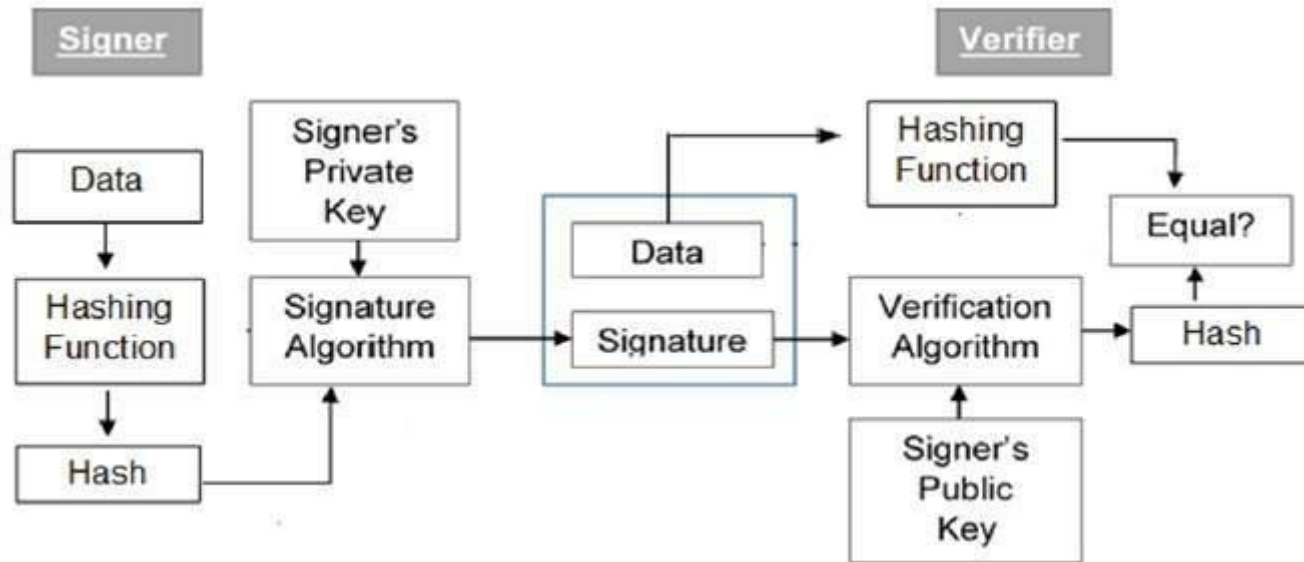 Signer
Verifier
Data
Hashing
Function
Hash
Signer's
Private
Key
Signature
Algorithm
Data
Signature
Hashing
Function
Verification
Algorithm
Signer's
Public
Key
Equal?
Hash